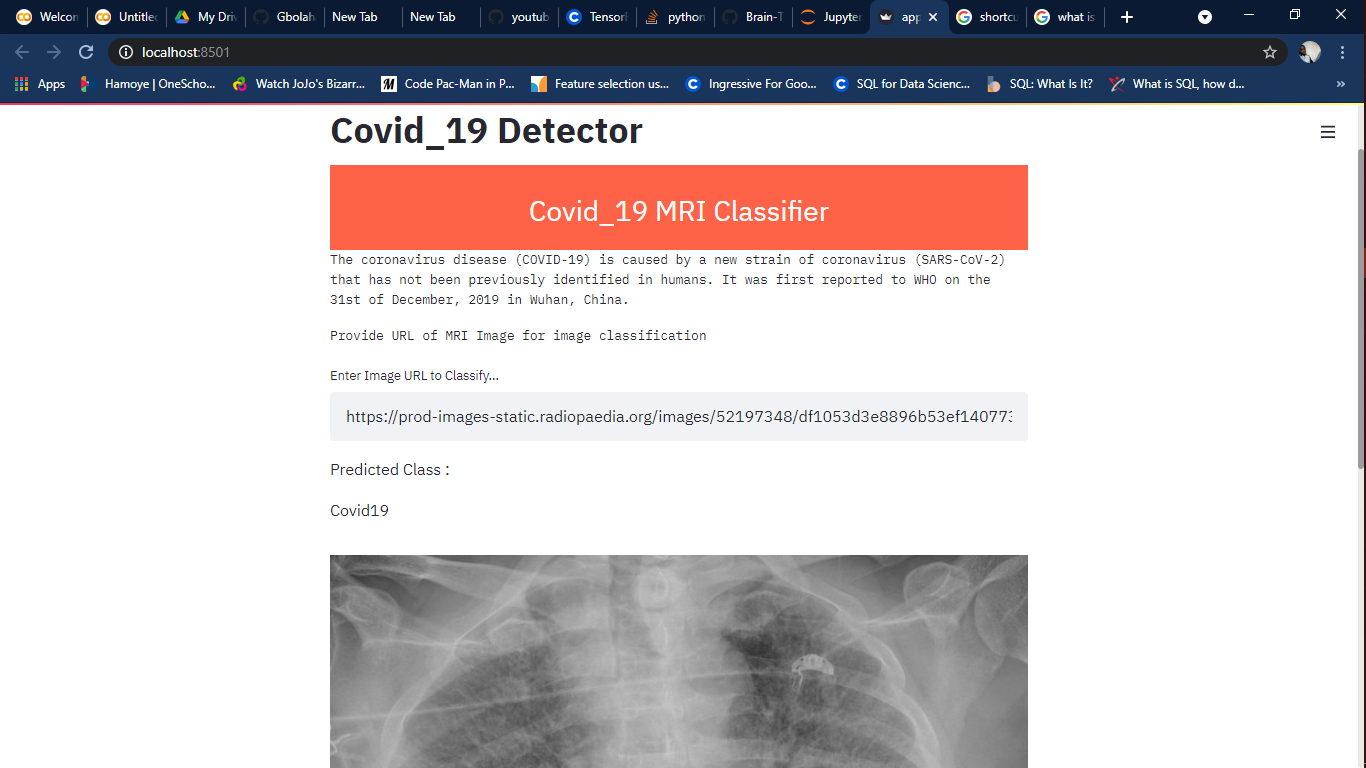 Welcom
Untitled
My Driv
Gbolah
New Tab
New Tab
youtub
Tensorf
python
Brain-T
Jupyter
app
shortcu
what is
localhost:8501
Apps
Hamoye | OneScho...
Watch JoJo's Bizarr...
Code Pac-Man in P...
Feature selection us...
Ingressive For Goo...
SQL for Data Scienc...
SQL: What Is It?
What is SQL, how d...
Covid_19 Detector
Covid_19 MRI Classifier
The coronavirus disease (COVID-19) is caused by a new strain of coronavirus (SARS-CoV-2)
that has not been previously identified in humans. It was first reported to WHO on the
31st of December, 2019 in Wuhan, China.
Provide URL of MRI Image for image classification
Enter Image URL to Classify...
https://prod-images-static.radiopaedia.org/images/52197348/df1053d3e8896b53ef140773
Predicted Class :
Covid19